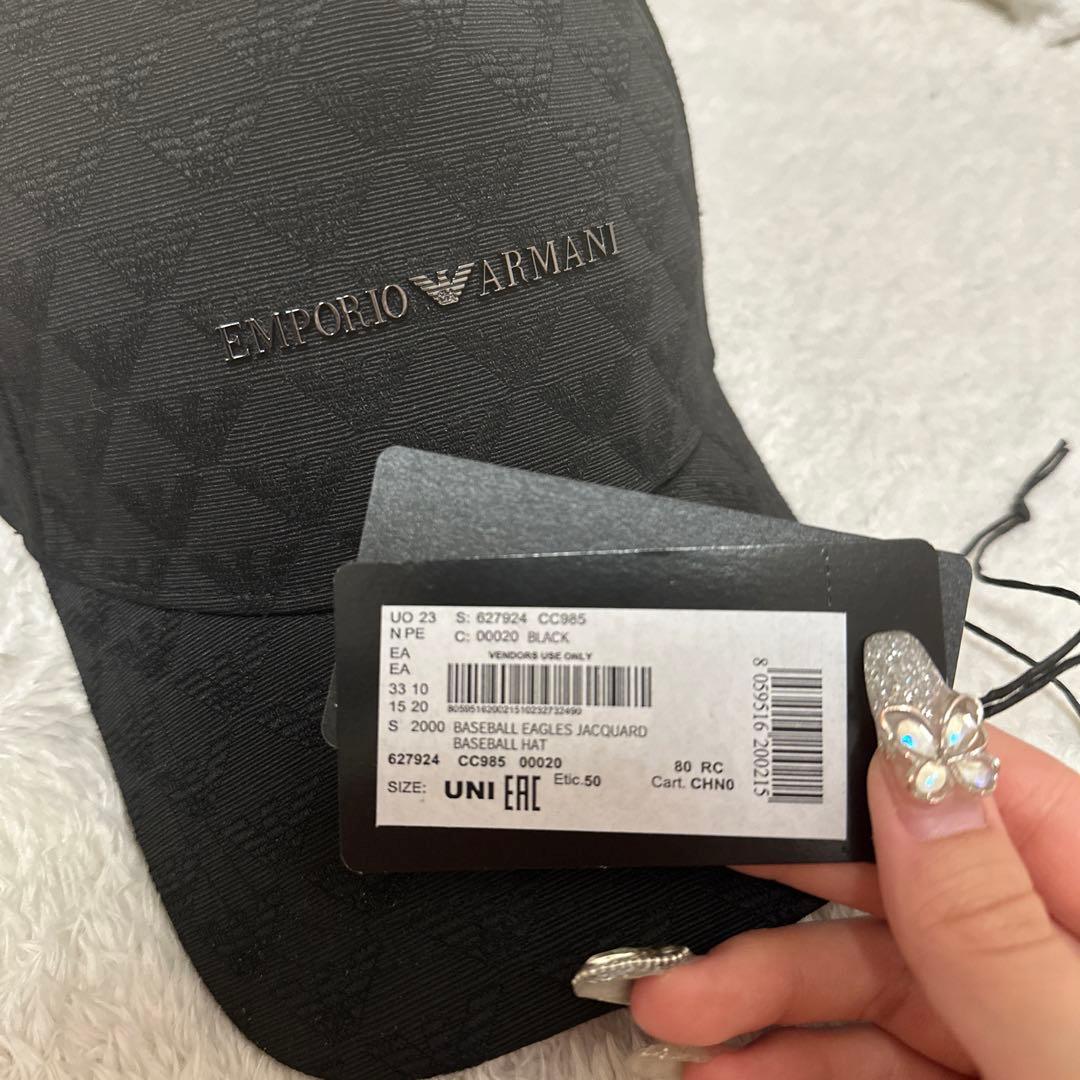 EMPORIO ARMANI
UO 23 S: 627924 CC985
N PE C: 00020 BLACK
EA VENDORS USE ONLY
EA
33 10
15 20 805951620021510232732490
S 2000 BASEBALL EAGLES JACQUARD
BASEBALL HAT
627924 CC985 00020 80 RC
SIZE: UNI EAC Etic.50 Cart. CHN0
8 059516 200215